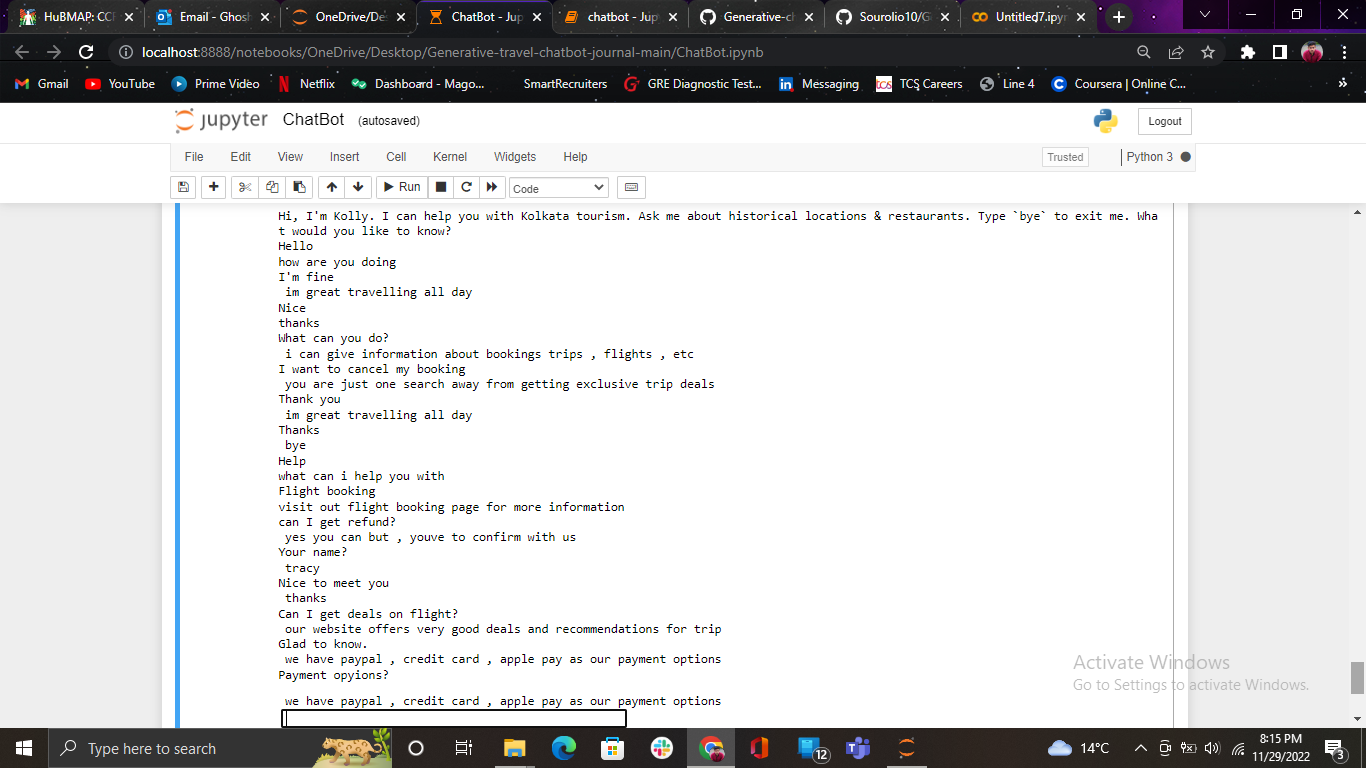 HuBMAP: CCF
Email - Ghosh
OneDrive/Des
ChatBot - Jup
chatbot - Jup
Generative-ch
Sourolio10/G
Untitled7.ipyn
localhost:8888/notebooks/OneDrive/Desktop/Generative-travel-chatbot-journal-main/ChatBot.ipynb
Gmail YouTube Prime Video Netflix Dashboard - Mago... SmartRecruiters GRE Diagnostic Test... Messaging TCS Careers Line 4 Coursera | Online C... »
jupyter ChatBot (autosaved) Logout
File Edit View Insert Cell Kernel Widgets Help Trusted Python 3
Run Code
Hi, I'm Kolly. I can help you with Kolkata tourism. Ask me about historical locations & restaurants. Type `bye` to exit me. Wha
t would you like to know?
Hello
how are you doing
I'm fine
im great travelling all day
Nice
thanks
What can you do?
i can give information about bookings trips , flights , etc
I want to cancel my booking
you are just one search away from getting exclusive trip deals
Thank you
im great travelling all day
Thanks
bye
Help
what can i help you with
Flight booking
visit out flight booking page for more information
can I get refund?
yes you can but , youve to confirm with us
Your name?
tracy
Nice to meet you
thanks
Can I get deals on flight?
our website offers very good deals and recommendations for trip
Glad to know.
we have paypal , credit card , apple pay as our payment options
Payment opyions?
we have paypal , credit card , apple pay as our payment options
Activate Windows
Go to Settings to activate Windows.
Type here to search
12
14°C
8:15 PM
11/29/2022
3